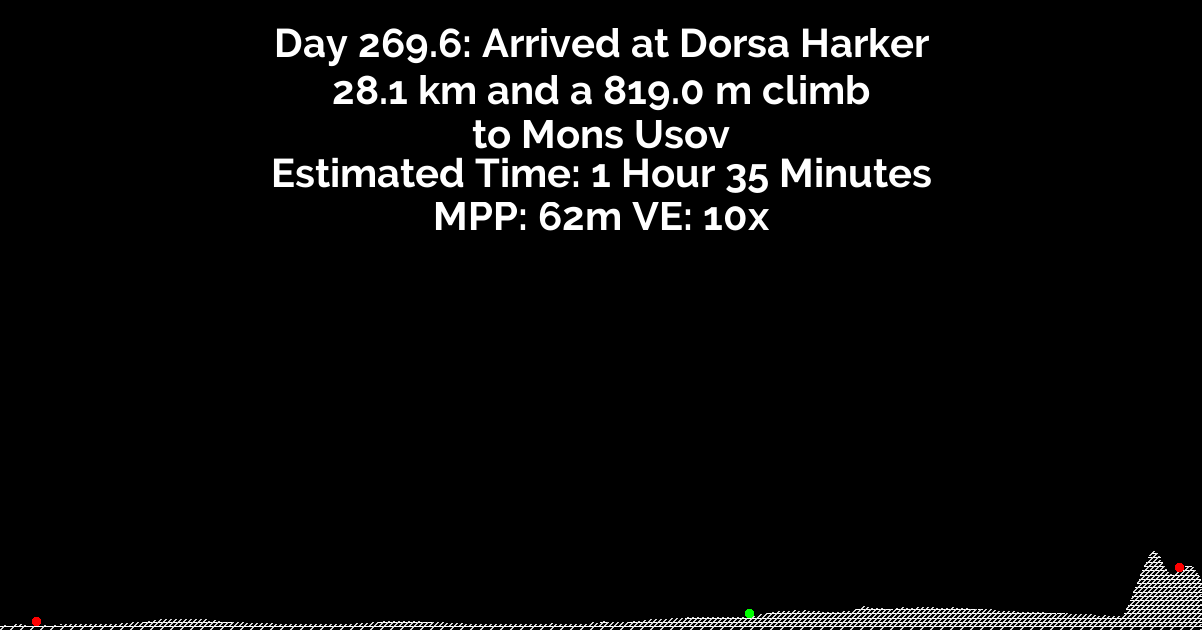 Day 269.6: Arrived at Dorsa Harker
28.1 km and a 819.0 m climb
to Mons Usov
Estimated Time: 1 Hour 35 Minutes
MPP: 62m VE: 10x